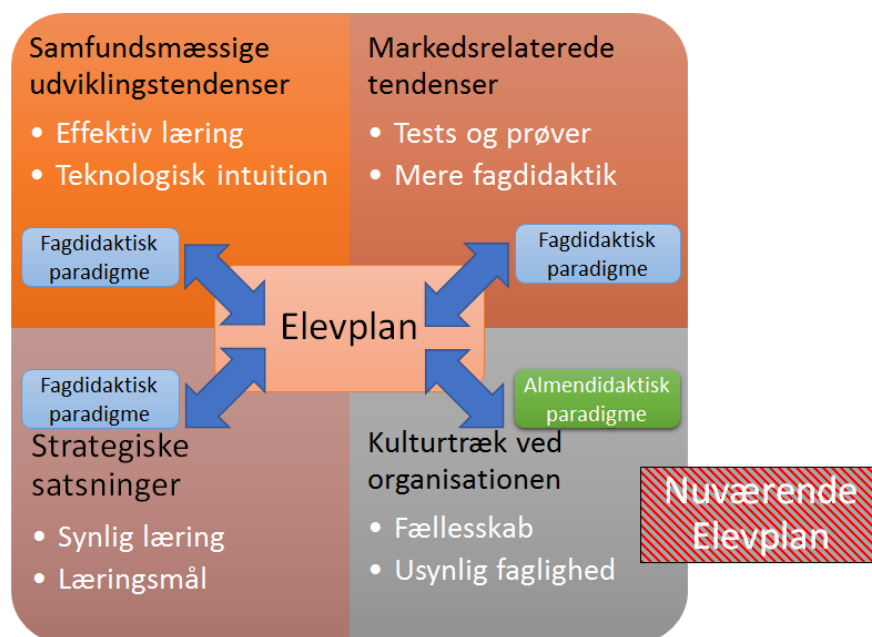 Samfundsmæssige
udviklingstendenser
• Effektiv læring
• Teknologisk intuition
Fagdidaktisk
paradigme
Markedsrelaterede
tendenser
• Tests og prøver
• Mere fagdidaktik
Fagdidaktisk
paradigme
Elevplan
Fagdidaktisk
paradigme
Strategiske
satsninger
• Synlig læring
• Læringsmål
Almendidaktisk
paradigme
Kulturtræk ved
organisationen
• Fællesskab
• Usynlig faglighed
Nuværende
Elevplan